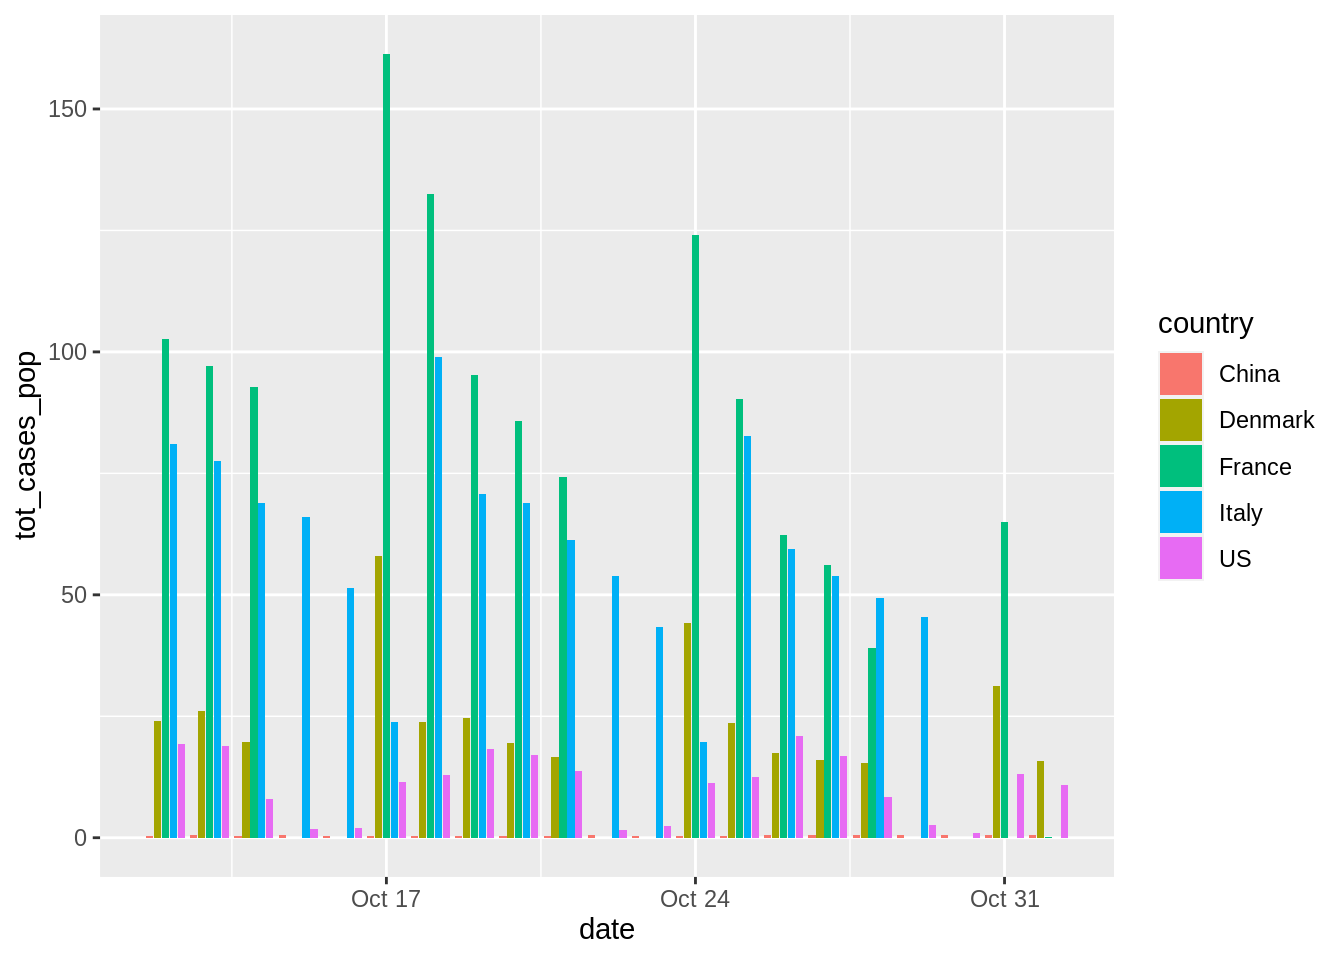 150
100
50
0
tot_cases_pop
Oct 17
Oct 24
Oct 31
date
country
China
Denmark
France
Italy
US